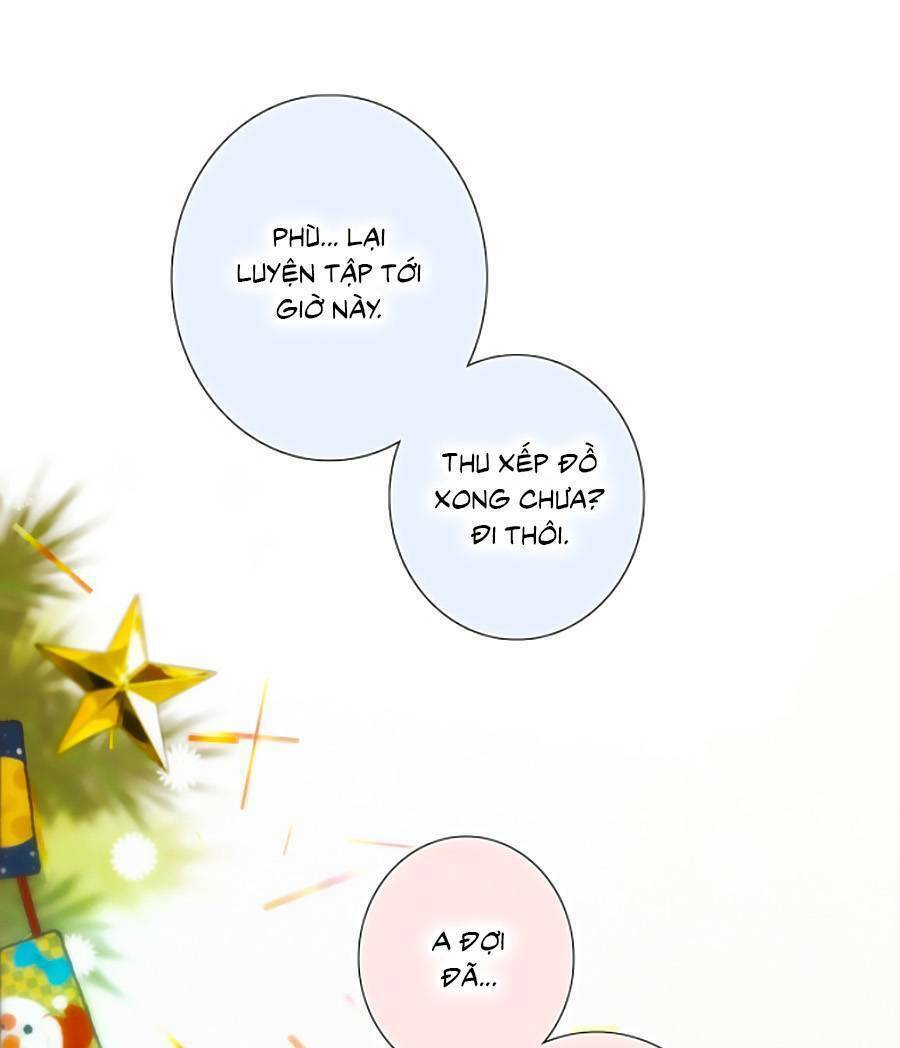 PHÙ... LẠI
LUYỆN TẬP TỚI
GIỜ NÀY.
THU XẾP ĐỒ
XONG CHƯA?
ĐI THÔI.
A ĐỢI
ĐÃ...